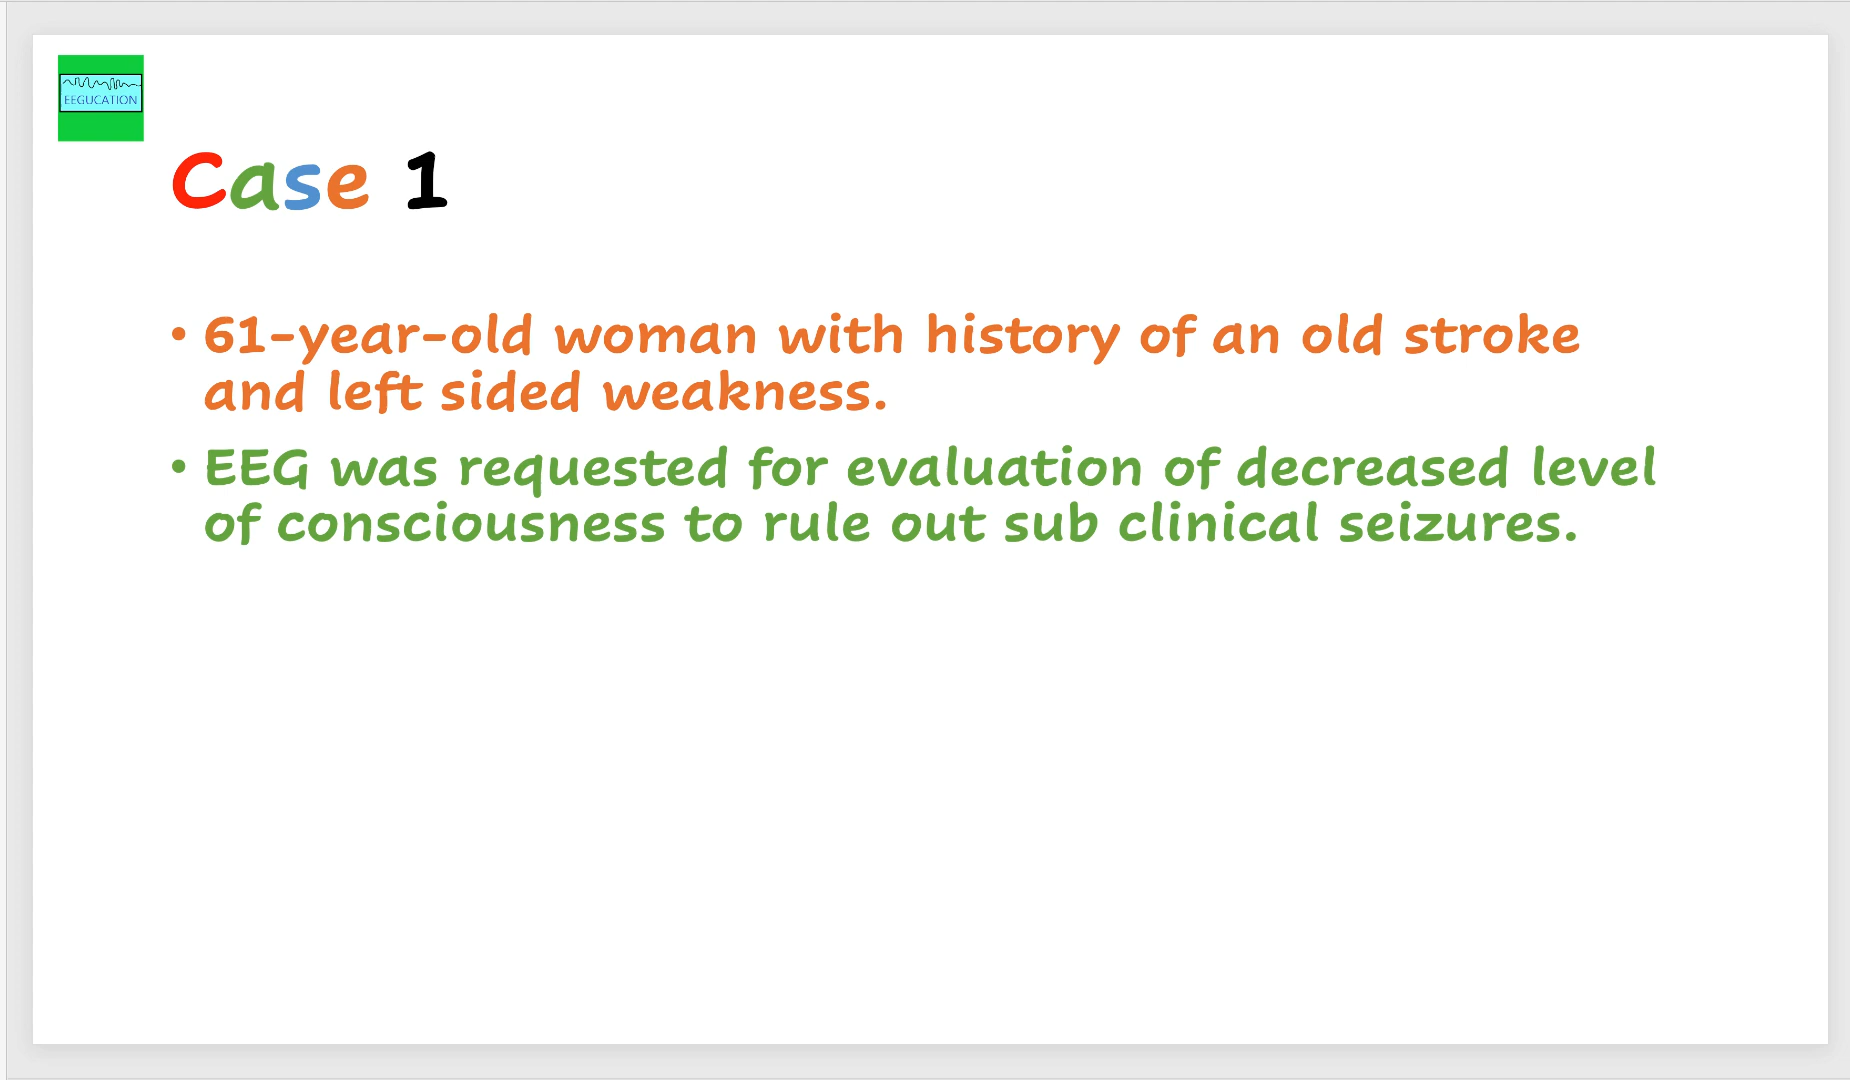 EEGUCATION
Case 1
• 61-year-old woman with history of an old stroke
and left sided weakness.
• EEG was requested for evaluation of decreased level
of consciousness to rule out sub clinical seizures.